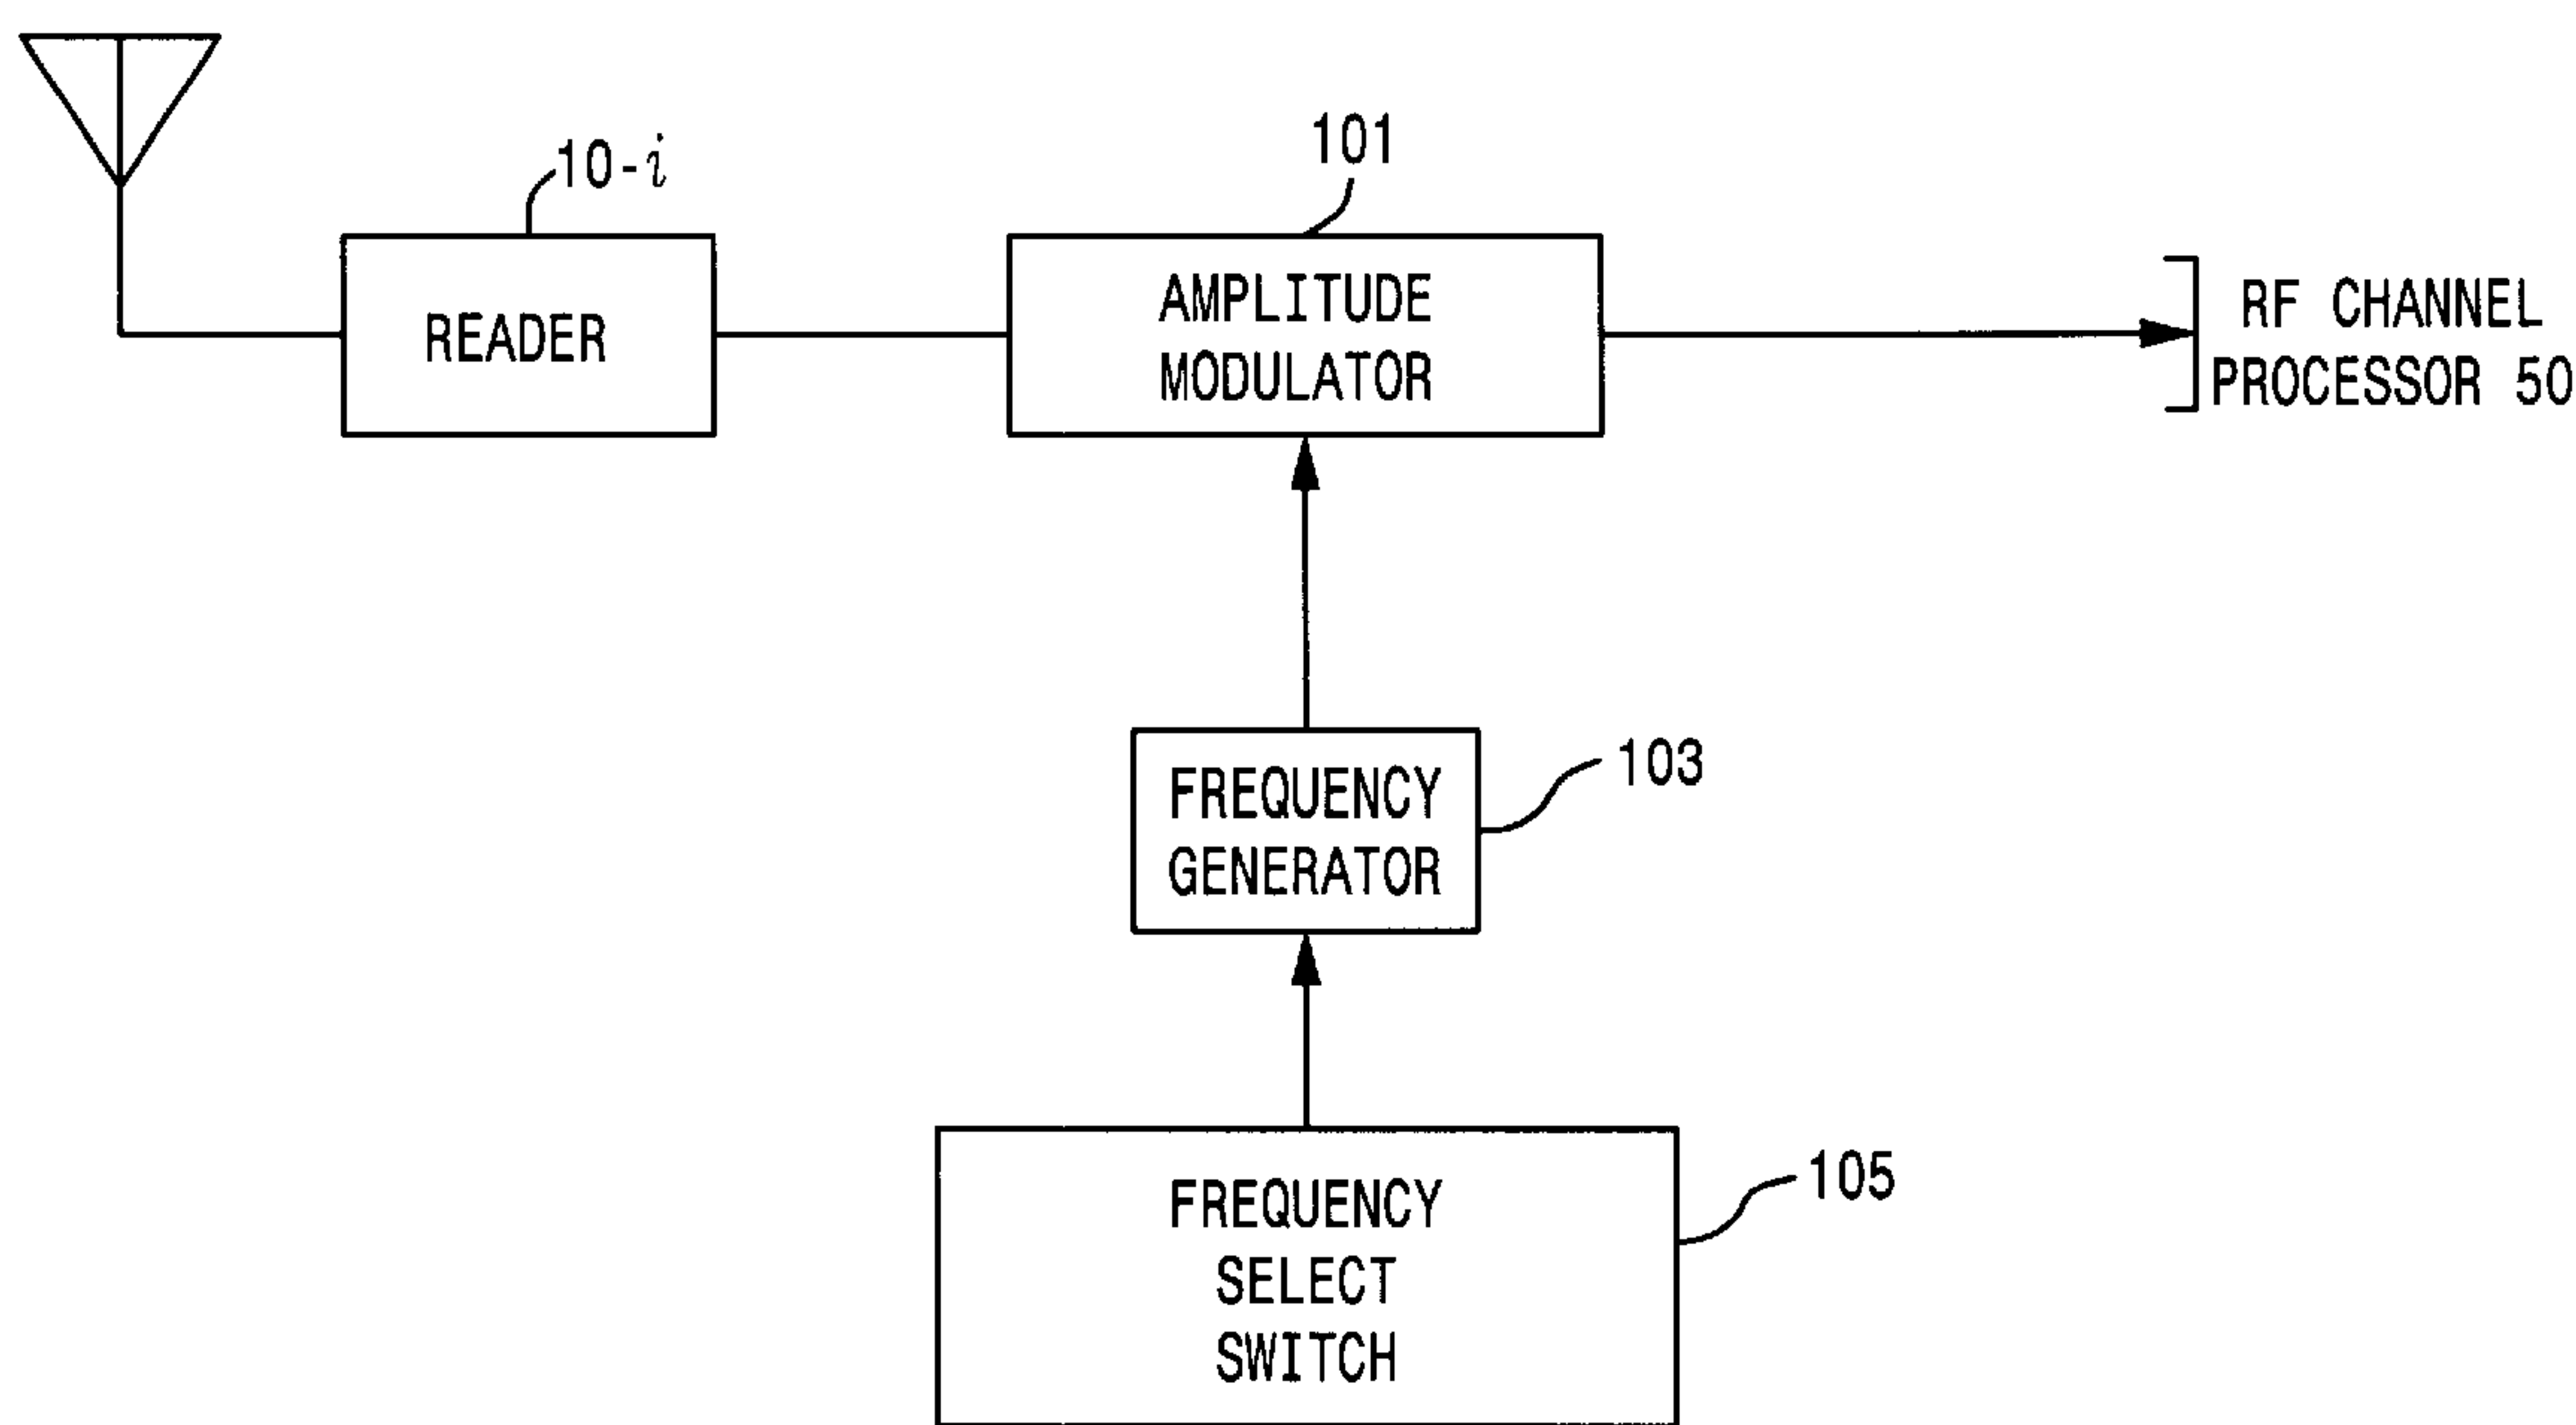 10-i
101
READER
AMPLITUDE
MODULATOR
RF CHANNEL
PROCESSOR 50
FREQUENCY
GENERATOR
103
FREQUENCY
SELECT
SWITCH
105